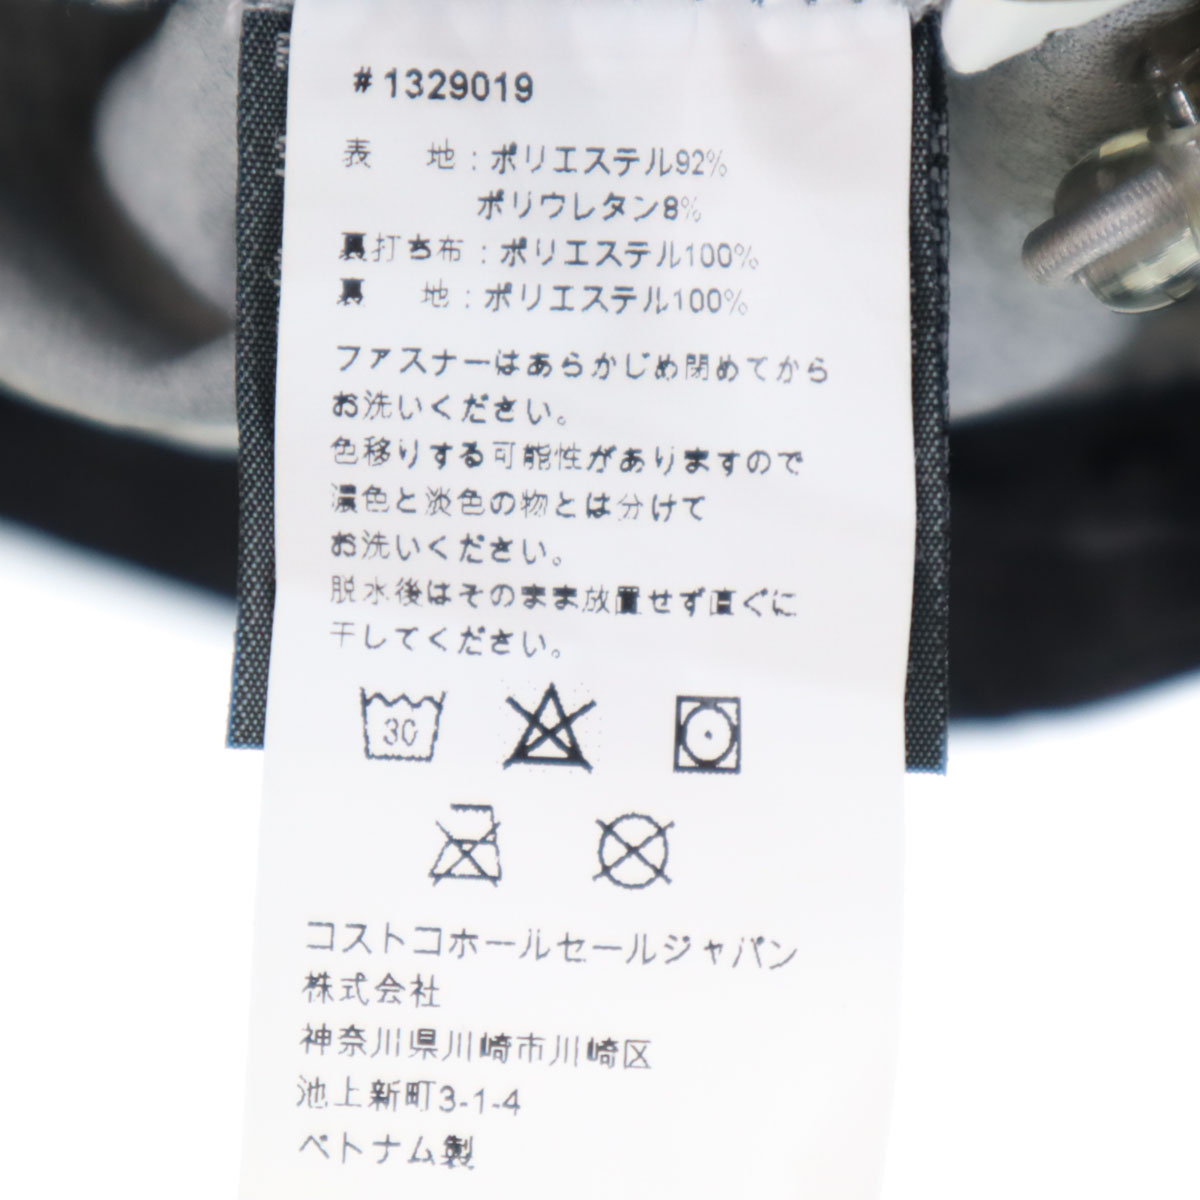 #1329019
表 地:ポリエステル92%
ポリウレタン8%
裏打ち布:ポリエステル100%
裏 地:ポリエステル100%
ファスナーはあらかじめ閉めてから
お洗いください。
色移りする可能性がありますので
濃色と淡色の物とは分けて
お洗いください。
脱水後はそのまま放置せず直ぐに
干してください。
30
コストコホールセールジャパン
株式会社
神奈川県川崎市川崎区
池上新町3-1-4
ベトナム製